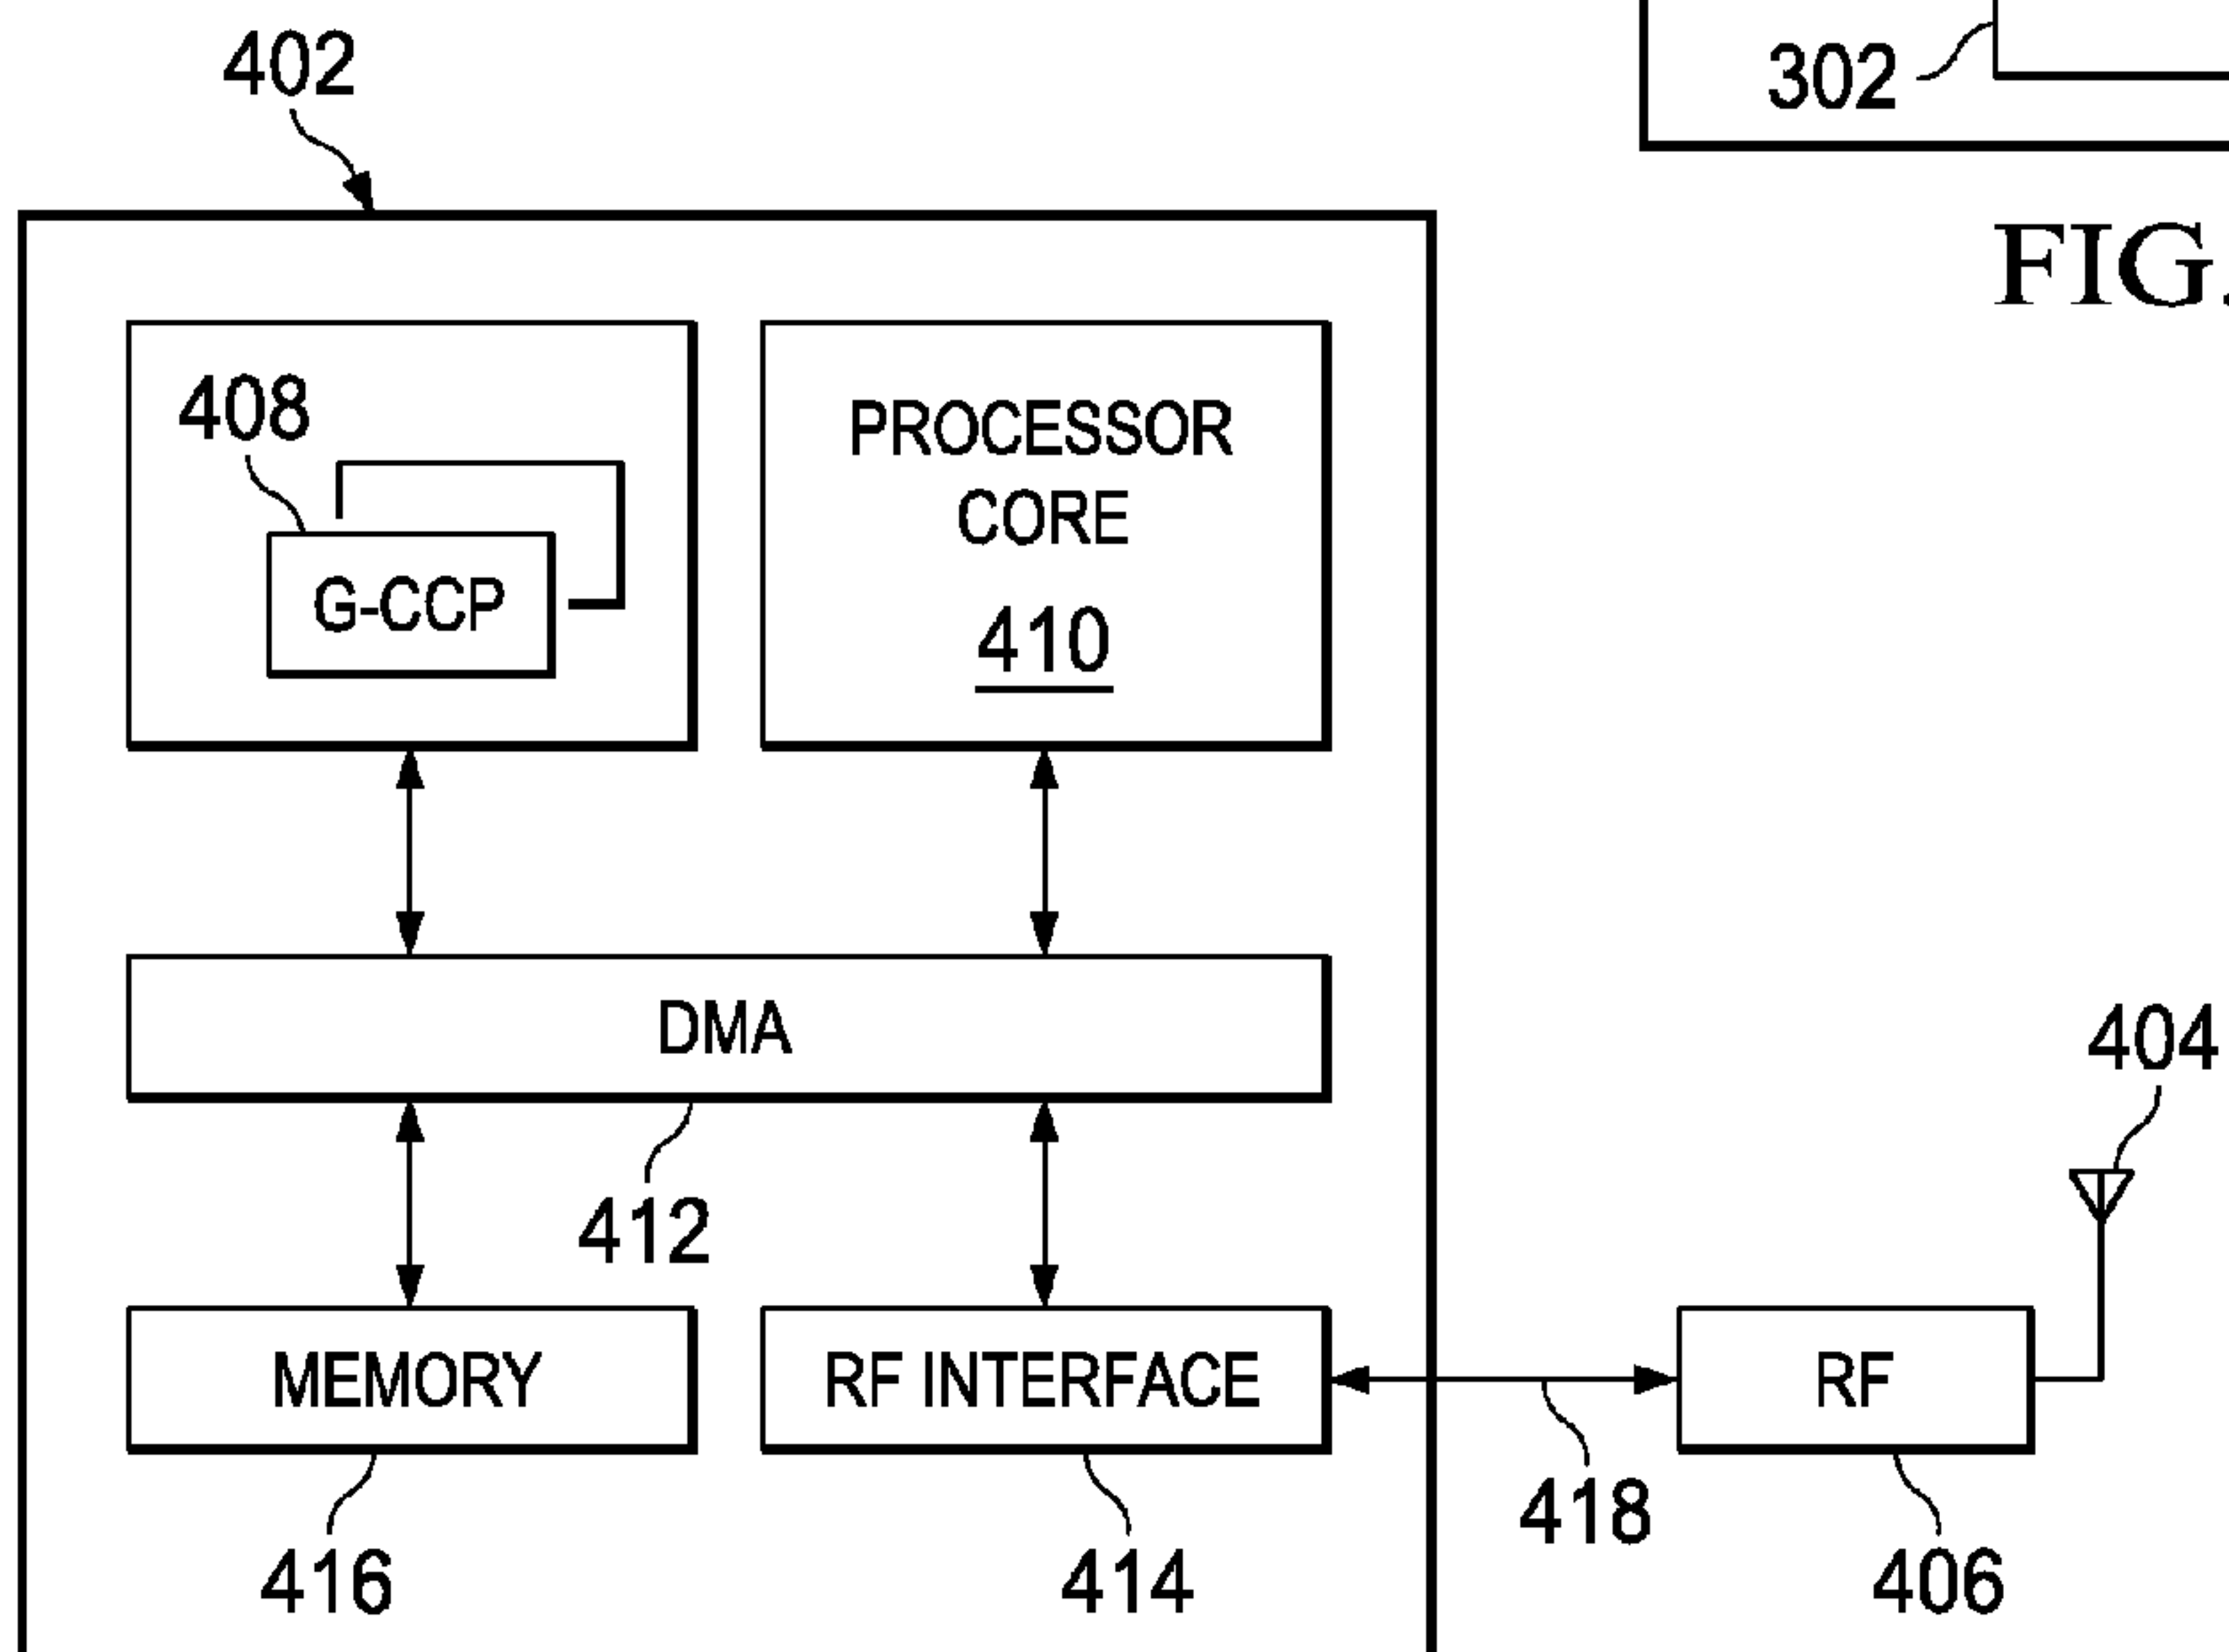 402
302
FIG.
408
G-CCP
PROCESSOR
CORE
410
DMA
412
404
MEMORY
RF INTERFACE
RF
416
414
418
406